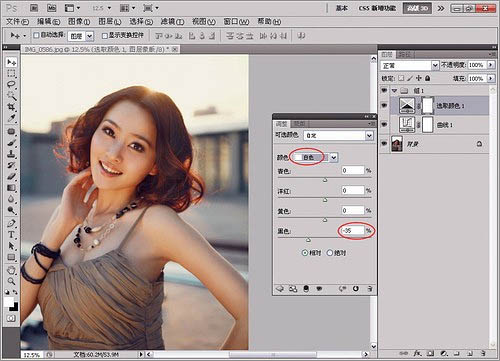 Ps
12.5
基本
CS5 新增功能
高级 3D
文件(F) 编辑(E) 图像(I) 图层(L) 选择(S) 滤镜(T) 视图(V) 窗口(W) 帮助(H)
自动选择: 图层 显示变换控件
IMG_0586.jpg @ 12.5% (选取颜色 1, 图层蒙版/8) *
调整
可选颜色 自定
颜色: 白色
青色: 0 %
洋红: 0 %
黄色: 0 %
黑色: -35 %
相对 绝对
图层 路径
正常 不透明度: 100%
锁定: 填充: 100%
组 1
选取颜色 1
曲线 1
背景
12.5% 文档:60.2M/53.9M
fx.